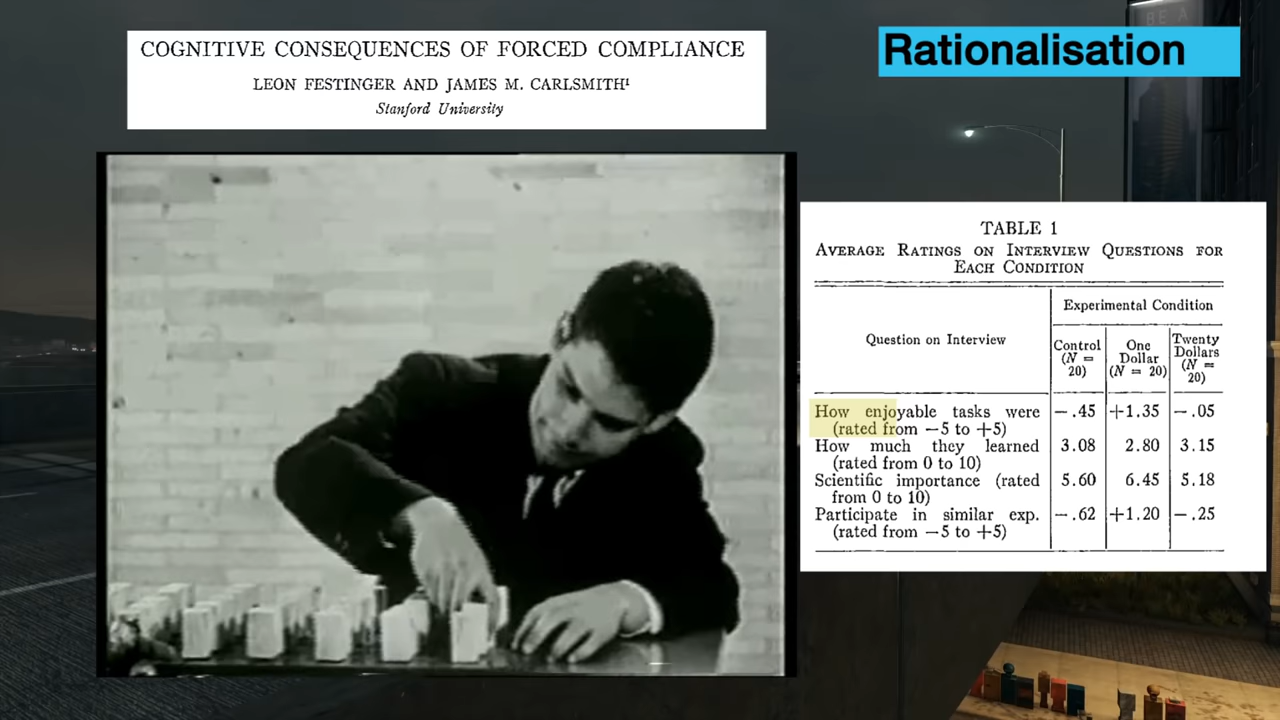 COGNITIVE CONSEQUENCES OF FORCED COMPLIANCE
LEON FESTINGER AND JAMES M. CARLSMITH¹
Stanford University
Rationalisation
BE A
TABLE 1
AVERAGE RATINGS ON INTERVIEW QUESTIONS FOR
EACH CONDITION
Question on Interview
Experimental Condition
Control
(N =
20)
One
Dollar
(N = 20)
Twenty
Dollars
(N =
20)
How enjoyable tasks were −.45 +1.35 −.05
(rated from −5 to +5)
How much they learned 3.08 2.80 3.15
(rated from 0 to 10)
Scientific importance (rated 5.60 6.45 5.18
from 0 to 10)
Participate in similar exp. −.62 +1.20 −.25
(rated from −5 to +5)